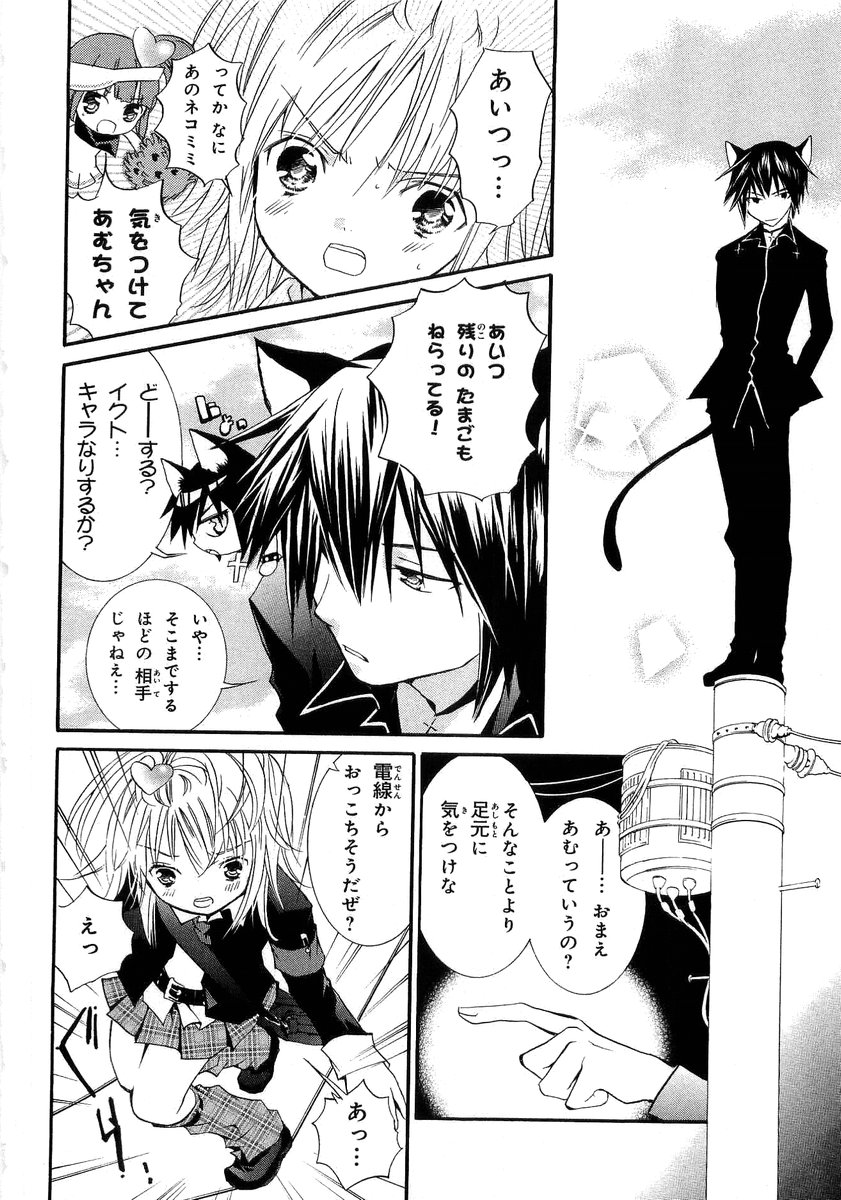 あいつっ…
ってか なに
あのネコミミ
気をつけて
あむちゃん
あいつ
残りの たまごも
ねらってる!
どーする?
イクト…
キャラなりするか?
いや…
そこまでする
ほどの 相手
じゃねえ…
あー…おまえ
あむっていうの?
そんなことより
足元に
気をつけな
電線から
おっこちそうだぜ?
えっ
あっ…